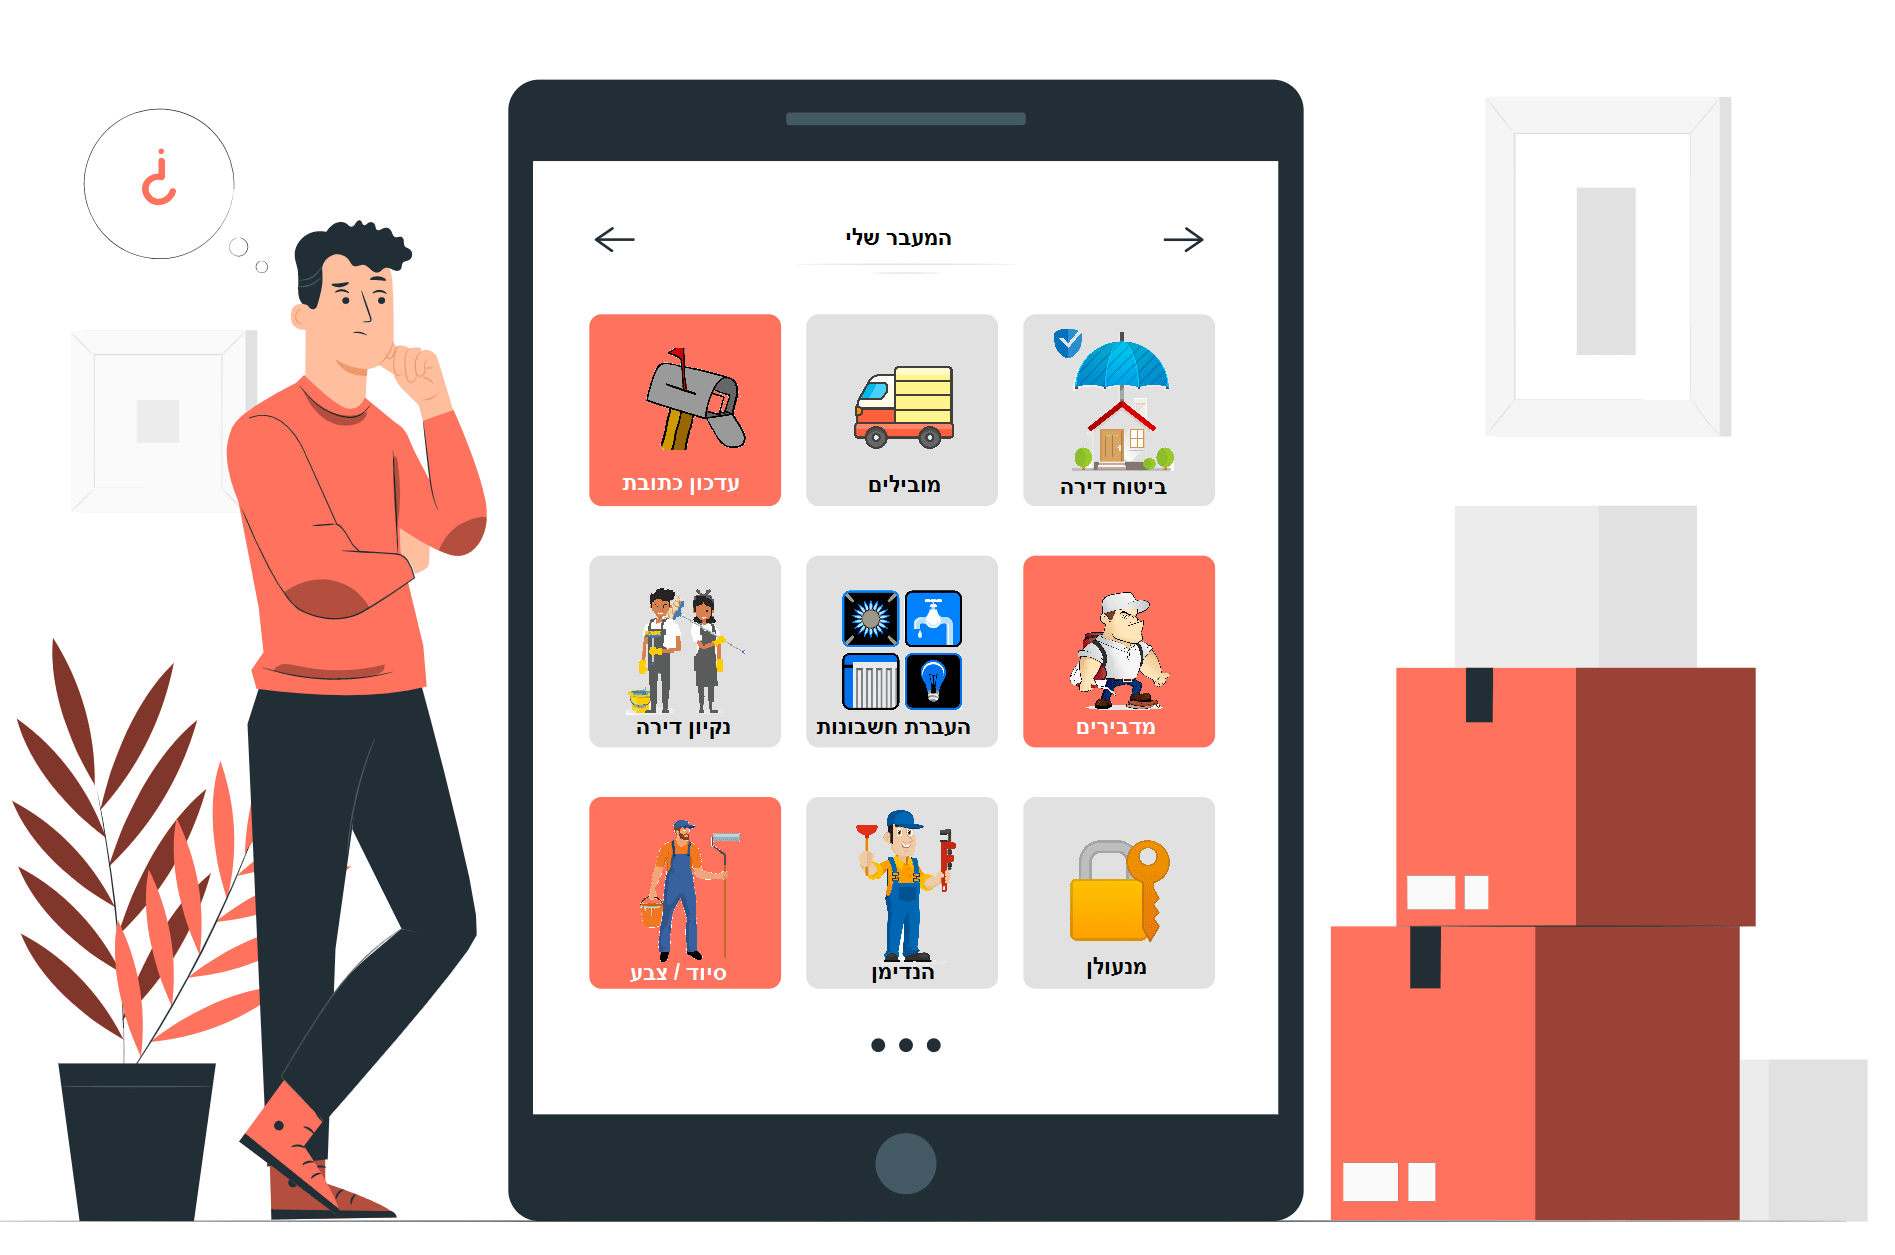 ¿
המעבר שלי
ביטוח דירה
מובילים
עדכון כתובת
מדבירים
העברת חשבונות
נקיון דירה
מנעולן
הנדימן
סיוד / צבע